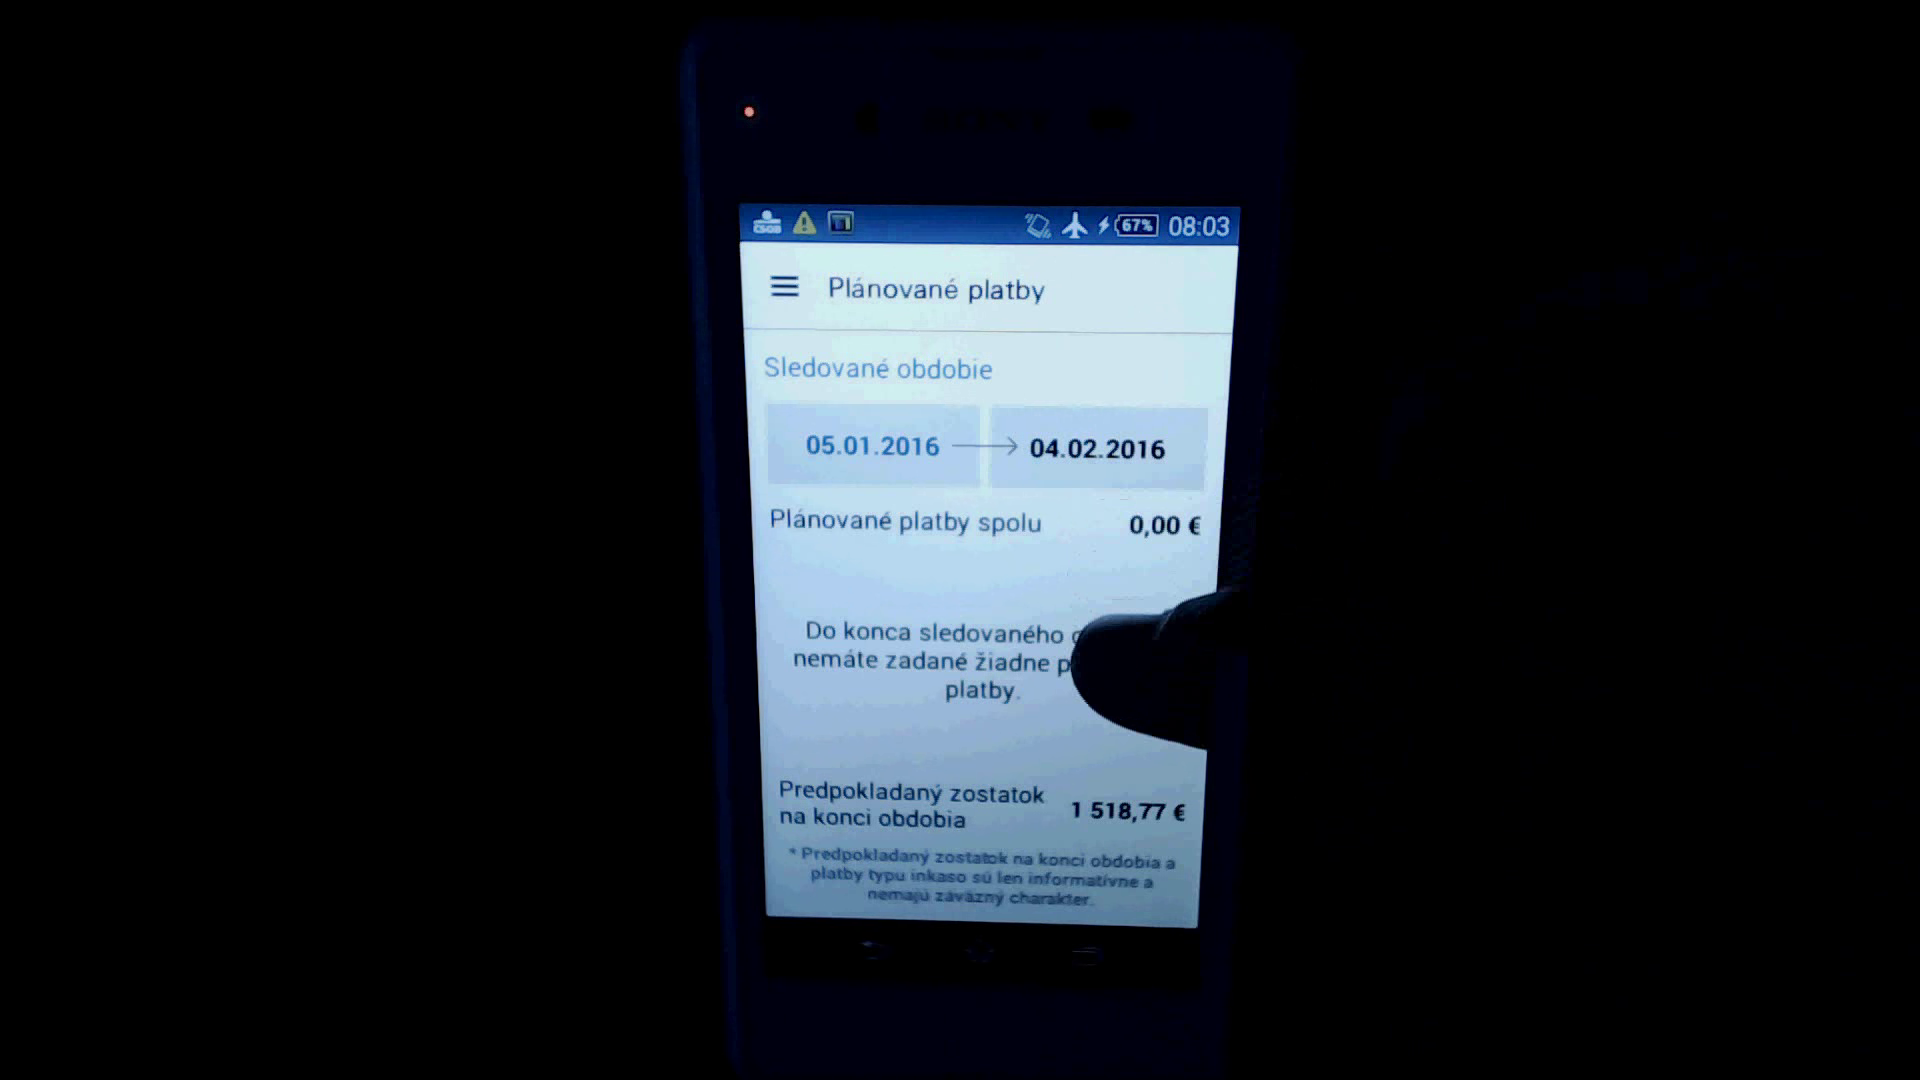 ČSOB
67%
08:03
Plánované platby
Sledované obdobie
05.01.2016
04.02.2016
Plánované platby spolu
0,00 €
Do konca sledovaného
nemáte zadané žiadne
platby.
Predpokladaný zostatok
na konci obdobia
1 518,77 €
* Predpokladaný zostatok na konci obdobia a
platby typu inkaso sú len informatívne a
nemajú záväzný charakter.